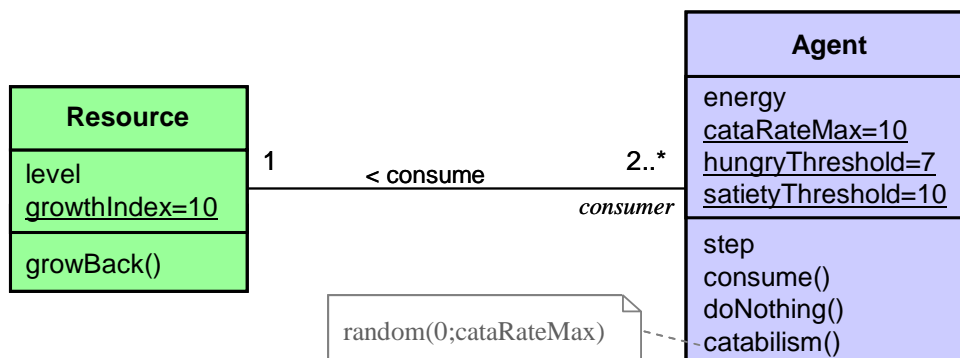 Resource
level
growthIndex=10
growBack()
1
< consume
2..*
consumer
Agent
energy
cataRateMax=10
hungryThreshold=7
satietyThreshold=10
step
consume()
doNothing()
catabilism()
random(0;cataRateMax)